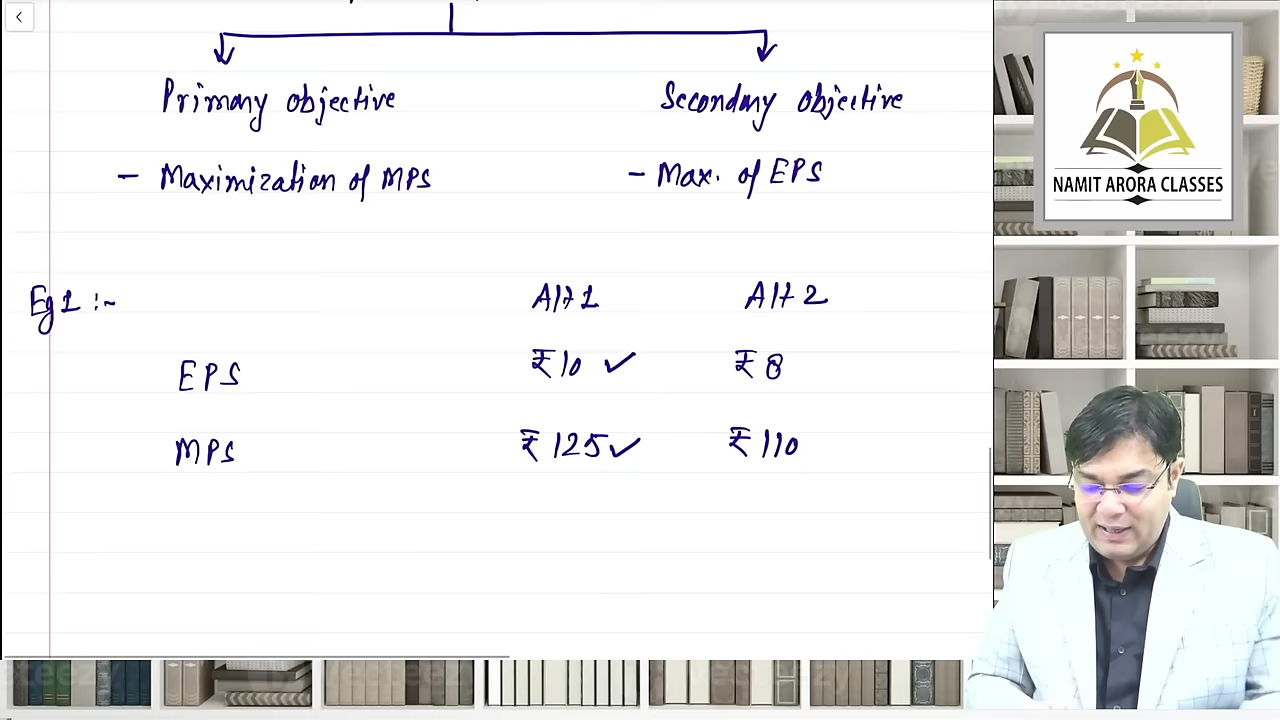 Primary objective Secondary objective
- Maximization of MPS - Max. of EPS
Eg 1 :- Alt 1 Alt 2
EPS ₹10 ✓ ₹8
MPS ₹125 ✓ ₹110
NAMIT ARORA CLASSES